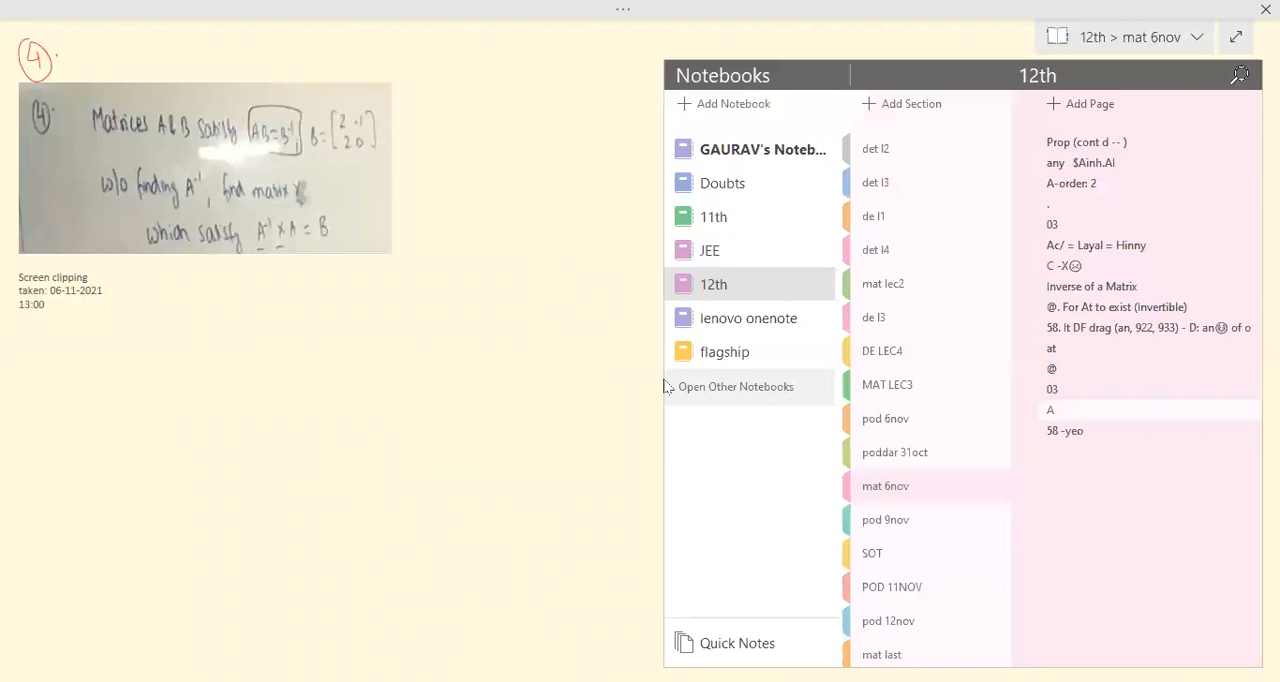 12th > mat 6nov
4
4. Matrices A & B satisfy AB = B⁻¹, B = [2 -1
2 0]
w/o finding A⁻¹, find matrix X
which satisfy A⁻¹ X A = B
Screen clipping
taken: 06-11-2021
13:00
Notebooks
+ Add Notebook
GAURAV's Noteb...
Doubts
11th
JEE
12th
lenovo onenote
flagship
Open Other Notebooks
Quick Notes
12th
+ Add Section
det l2
det l3
de l1
det l4
mat lec2
de l3
DE LEC4
MAT LEC3
pod 6nov
poddar 31oct
mat 6nov
pod 9nov
SOT
POD 11NOV
pod 12nov
mat last
+ Add Page
Prop (cont d -- )
any $Ainh.Al
A-order: 2
.
03
Ac/ = Layal = Hinny
C -X☹
Inverse of a Matrix
@. For At to exist (Invertible)
58. It DF drag (an, 922, 933) - D: an😃 of o
at
@
03
A
58 -yeo